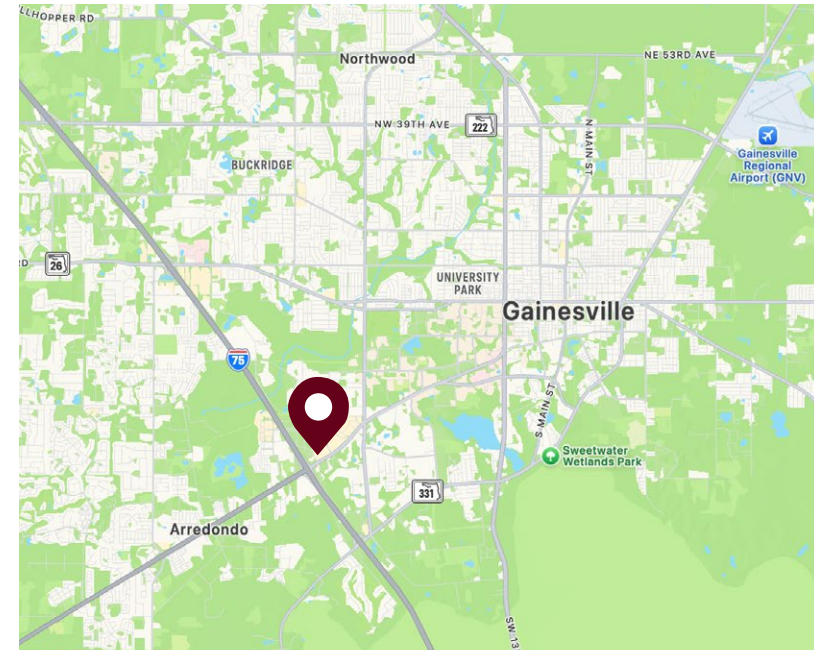 LLHOPPER RD
Northwood
NE 53RD AVE
NW 39TH AVE
222
N MAIN ST
Gainesville
Regional
Airport (GNV)
BUCKRIDGE
D
26
UNIVERSITY
PARK
Gainesville
75
S MAIN ST
Sweetwater
Wetlands Park
331
Arredondo
SW 13